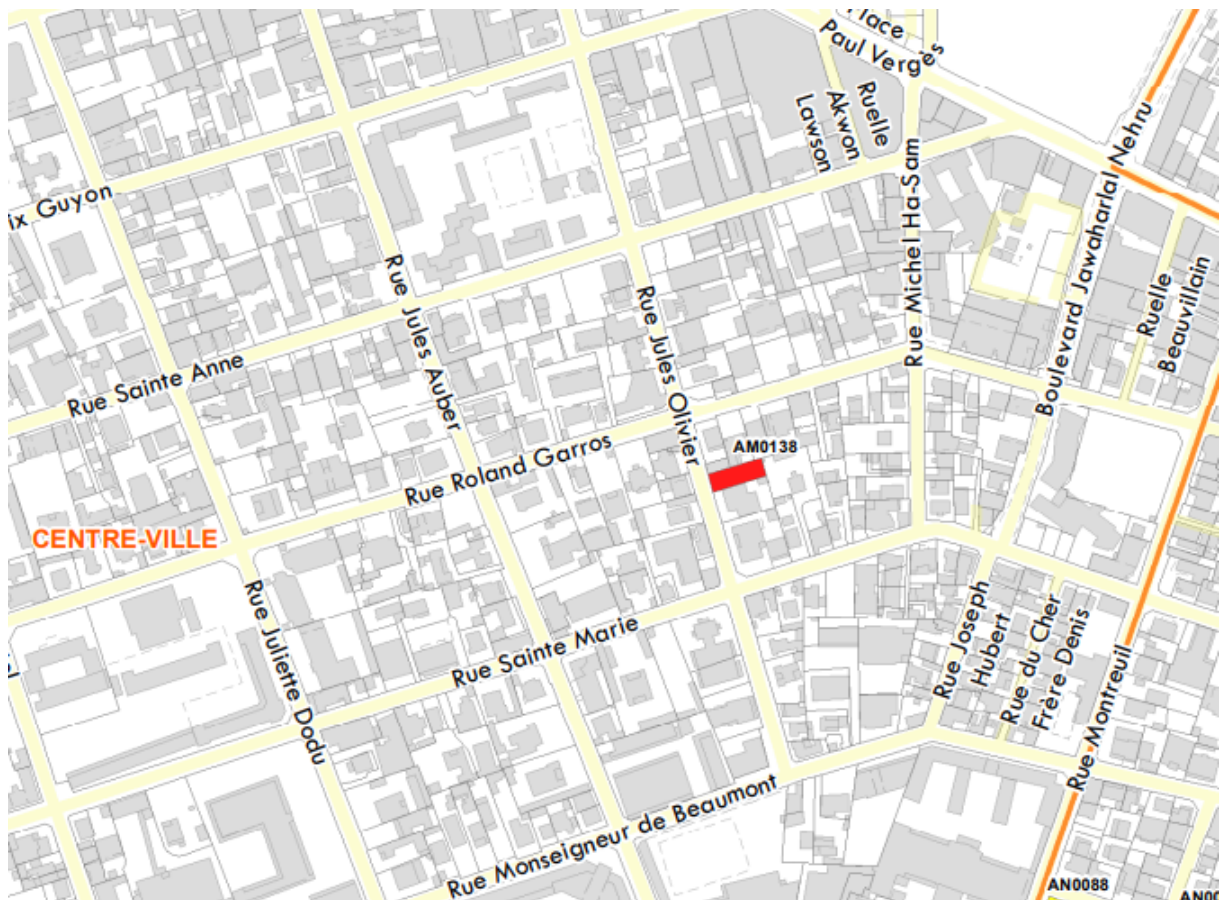 Place
Paul Vergès
Ruelle
Akwon
Lawson
ix Guyon
Rue Michel Ha-Sam
Boulevard Jawaharlal Nehru
Ruelle
Beauvillain
Rue Jules Auber
Rue Jules Olivier
Rue Sainte Anne
AM0138
Rue Roland Garros
CENTRE-VILLE
Rue Juliette Dodu
Rue Sainte Marie
Rue Joseph
Hubert
Rue du Cher
Frère Denis
Rue Montreuil
Rue Monseigneur de Beaumont
AN0088
AN00